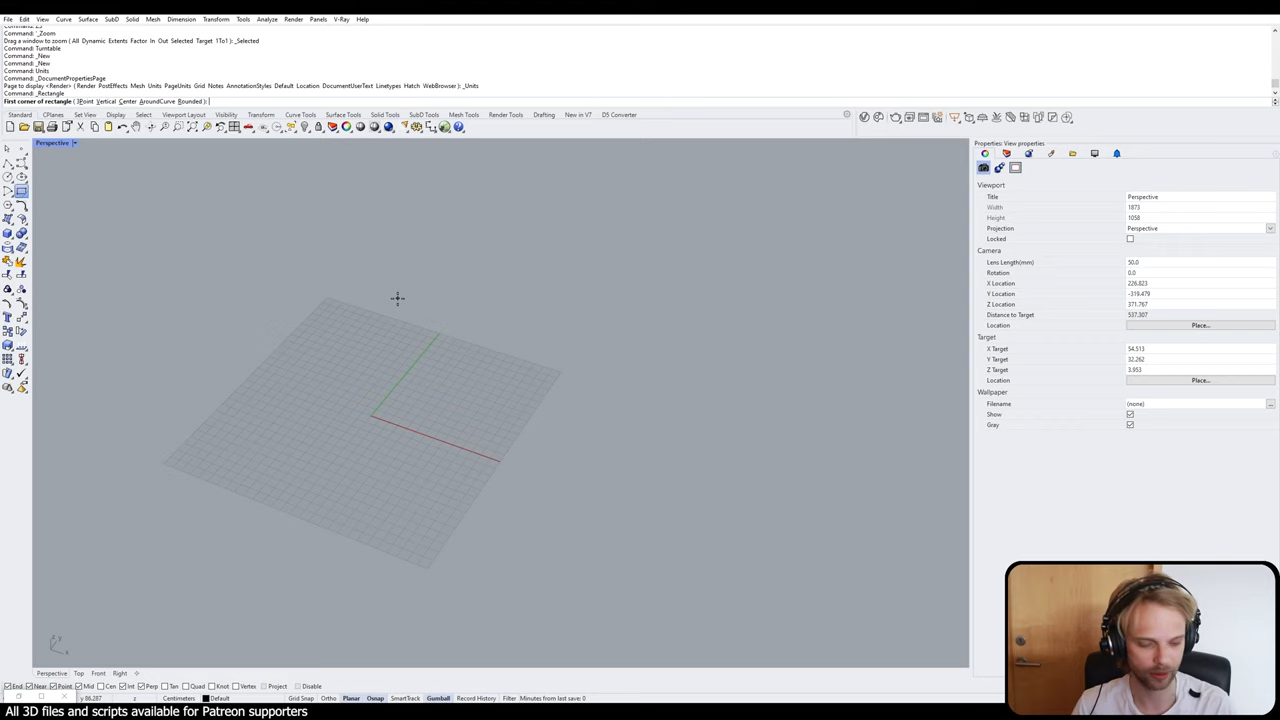 File Edit View Curve Surface SubD Solid Mesh Dimension Transform Tools Analyze Render Panels V-Ray Help
Command: '_Zoom
Drag a window to zoom ( All Dynamic Extents Factor In Out Selected Target 1To1 ): _Selected
Command: Turntable
Command: _New
Command: _New
Command: Units
Command: _DocumentPropertiesPage
Page to display <Render> ( Render PostEffects Mesh Units PageUnits Grid Notes AnnotationStyles Default Location DocumentUserText Linetypes Hatch WebBrowser ): _Units
Command: _Rectangle
First corner of rectangle ( 3Point Vertical Center AroundCurve Rounded ):
Standard CPlanes Set View Display Select Viewport Layout Visibility Transform Curve Tools Surface Tools Solid Tools SubD Tools Mesh Tools Render Tools Drafting New in V7 D5 Converter
Perspective
Properties: View properties
Viewport
Title Perspective
Width 1873
Height 1058
Projection Perspective
Locked
Camera
Lens Length(mm) 50.0
Rotation 0.0
X Location 226.823
Y Location -319.479
Z Location 371.767
Distance to Target 537.307
Location Place...
Target
X Target 54.513
Y Target 32.262
Z Target 3.953
Location Place...
Wallpaper
Filename (none) ...
Show
Gray
z y
x
Perspective Top Front Right
End Near Point Mid Cen Int Perp Tan Quad Knot Vertex Project Disable
y 86.287 z Centimeters Default Grid Snap Ortho Planar Osnap SmartTrack Gumball Record History Filter Minutes from last save: 0
All 3D files and scripts available for Patreon supporters